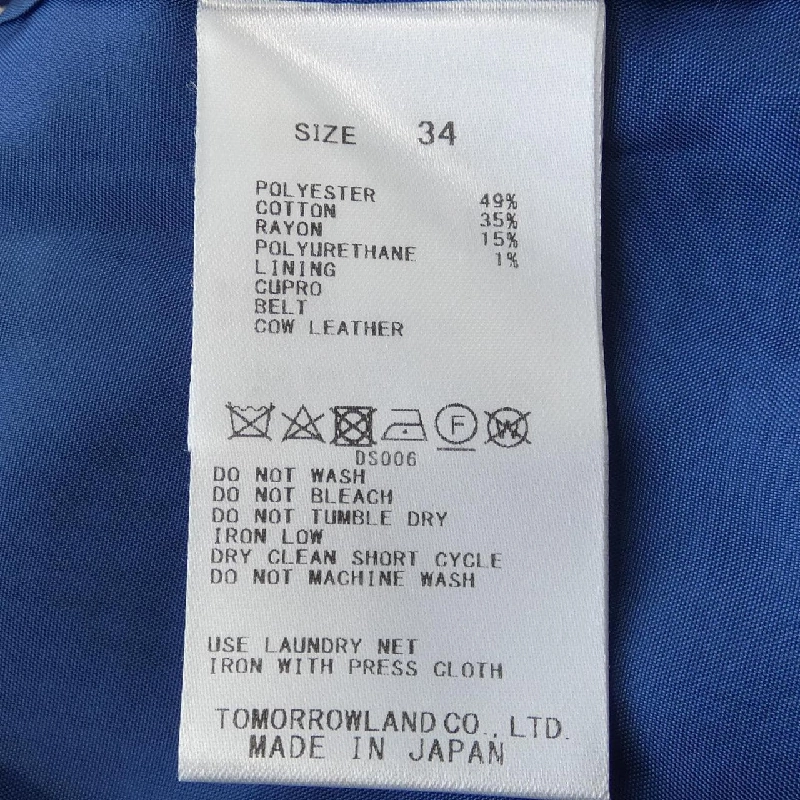 SIZE 34
POLYESTER 49%
COTTON 35%
RAYON 15%
POLYURETHANE 1%
LINING
CUPRO
BELT
COW LEATHER
F W
DS006
DO NOT WASH
DO NOT BLEACH
DO NOT TUMBLE DRY
IRON LOW
DRY CLEAN SHORT CYCLE
DO NOT MACHINE WASH
USE LAUNDRY NET
IRON WITH PRESS CLOTH
TOMORROWLAND CO., LTD.
MADE IN JAPAN